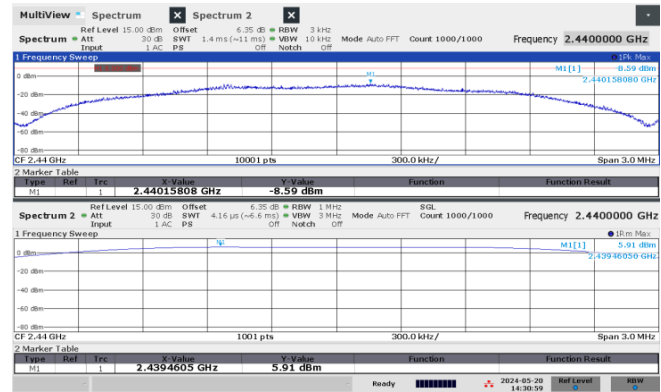 MultiView Spectrum Spectrum 2
Ref Level 15.00 dBm Offset 6.35 dB RBW 3 kHz
Spectrum Att 30 dB SWT 1.4 ms (~11 ms) VBW 10 kHz Mode Auto FFT Count 1000/1000 Frequency 2.4400000 GHz
Input 1 AC PS Off Notch Off
1 Frequency Sweep 1Pk Max
M1[1] -8.59 dBm
2.440158080 GHz
M1
0 dBm
-20 dBm
-40 dBm
-60 dBm
CF 2.44 GHz 10001 pts 300.0 kHz/ Span 3.0 MHz
2 Marker Table
Type Ref Trc X-Value Y-Value Function Function Result
M1 1 2.44015808 GHz -8.59 dBm
Ref Level 15.00 dBm Offset 6.35 dB RBW 1 MHz SGL
Spectrum 2 Att 30 dB SWT 4.16 µs (~6.6 ms) VBW 3 MHz Mode Auto FFT Count 1000/1000 Frequency 2.4400000 GHz
Input 1 AC PS Off Notch Off
1 Frequency Sweep 1Rm Max
M1[1] 5.91 dBm
2.43946050 GHz
M1
0 dBm
-20 dBm
-40 dBm
-60 dBm
-80 dBm
CF 2.44 GHz 1001 pts 300.0 kHz/ Span 3.0 MHz
2 Marker Table
Type Ref Trc X-Value Y-Value Function Function Result
M1 1 2.4394605 GHz 5.91 dBm
Ready 2024-05-20 Ref Level RBW
14:30:59